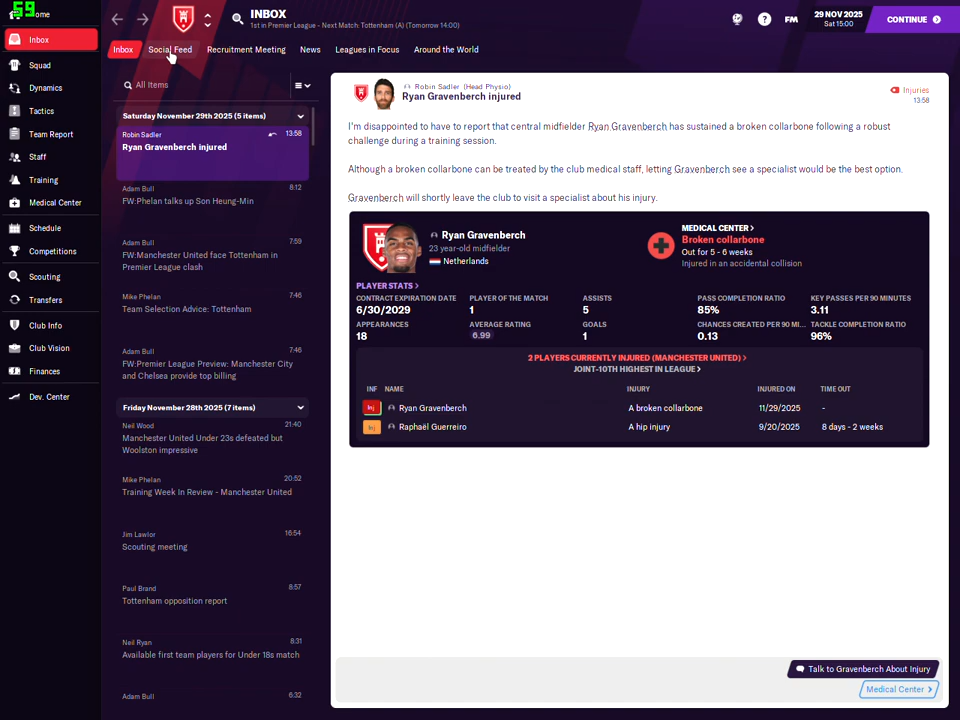 59
ome
INBOX
1st in Premier League - Next Match: Tottenham (A) (Tomorrow 14:00)
FM
29 NOV 2025
Sat 15:00
CONTINUE
Inbox
Squad
Dynamics
Tactics
Team Report
Staff
Training
Medical Center
Schedule
Competitions
Scouting
Transfers
Club Info
Club Vision
Finances
Dev. Center
Inbox
Social Feed
Recruitment Meeting
News
Leagues in Focus
Around the World
All Items
Saturday November 29th 2025 (5 items)
Robin Sadler 13:58
Ryan Gravenberch injured
Adam Bull 8:12
FW:Phelan talks up Son Heung-Min
Adam Bull 7:59
FW:Manchester United face Tottenham in
Premier League clash
Mike Phelan 7:46
Team Selection Advice: Tottenham
Adam Bull 7:46
FW:Premier League Preview: Manchester City
and Chelsea provide top billing
Friday November 28th 2025 (7 items)
Neil Wood 21:40
Manchester United Under 23s defeated but
Woolston impressive
Mike Phelan 20:52
Training Week In Review - Manchester United
Jim Lawlor 16:54
Scouting meeting
Paul Brand 8:57
Tottenham opposition report
Neil Ryan 8:31
Available first team players for Under 18s match
Adam Bull 6:32
Robin Sadler (Head Physio)
Ryan Gravenberch injured
Injuries
13:58
I'm disappointed to have to report that central midfielder Ryan Gravenberch has sustained a broken collarbone following a robust
challenge during a training session.
Although a broken collarbone can be treated by the club medical staff, letting Gravenberch see a specialist would be the best option.
Gravenberch will shortly leave the club to visit a specialist about his injury.
Ryan Gravenberch
23 year-old midfielder
Netherlands
MEDICAL CENTER >
Broken collarbone
Out for 5 - 6 weeks
Injured in an accidental collision
PLAYER STATS >
CONTRACT EXPIRATION DATE PLAYER OF THE MATCH ASSISTS PASS COMPLETION RATIO KEY PASSES PER 90 MINUTES
6/30/2029 1 5 85% 3.11
APPEARANCES AVERAGE RATING GOALS CHANCES CREATED PER 90 MI... TACKLE COMPLETION RATIO
18 6.99 1 0.13 96%
2 PLAYERS CURRENTLY INJURED (MANCHESTER UNITED) >
JOINT-10TH HIGHEST IN LEAGUE >
INF NAME INJURY INJURED ON TIME OUT
Inj Ryan Gravenberch A broken collarbone 11/29/2025 -
Inj Raphaël Guerreiro A hip injury 9/20/2025 8 days - 2 weeks
Talk to Gravenberch About Injury
Medical Center >